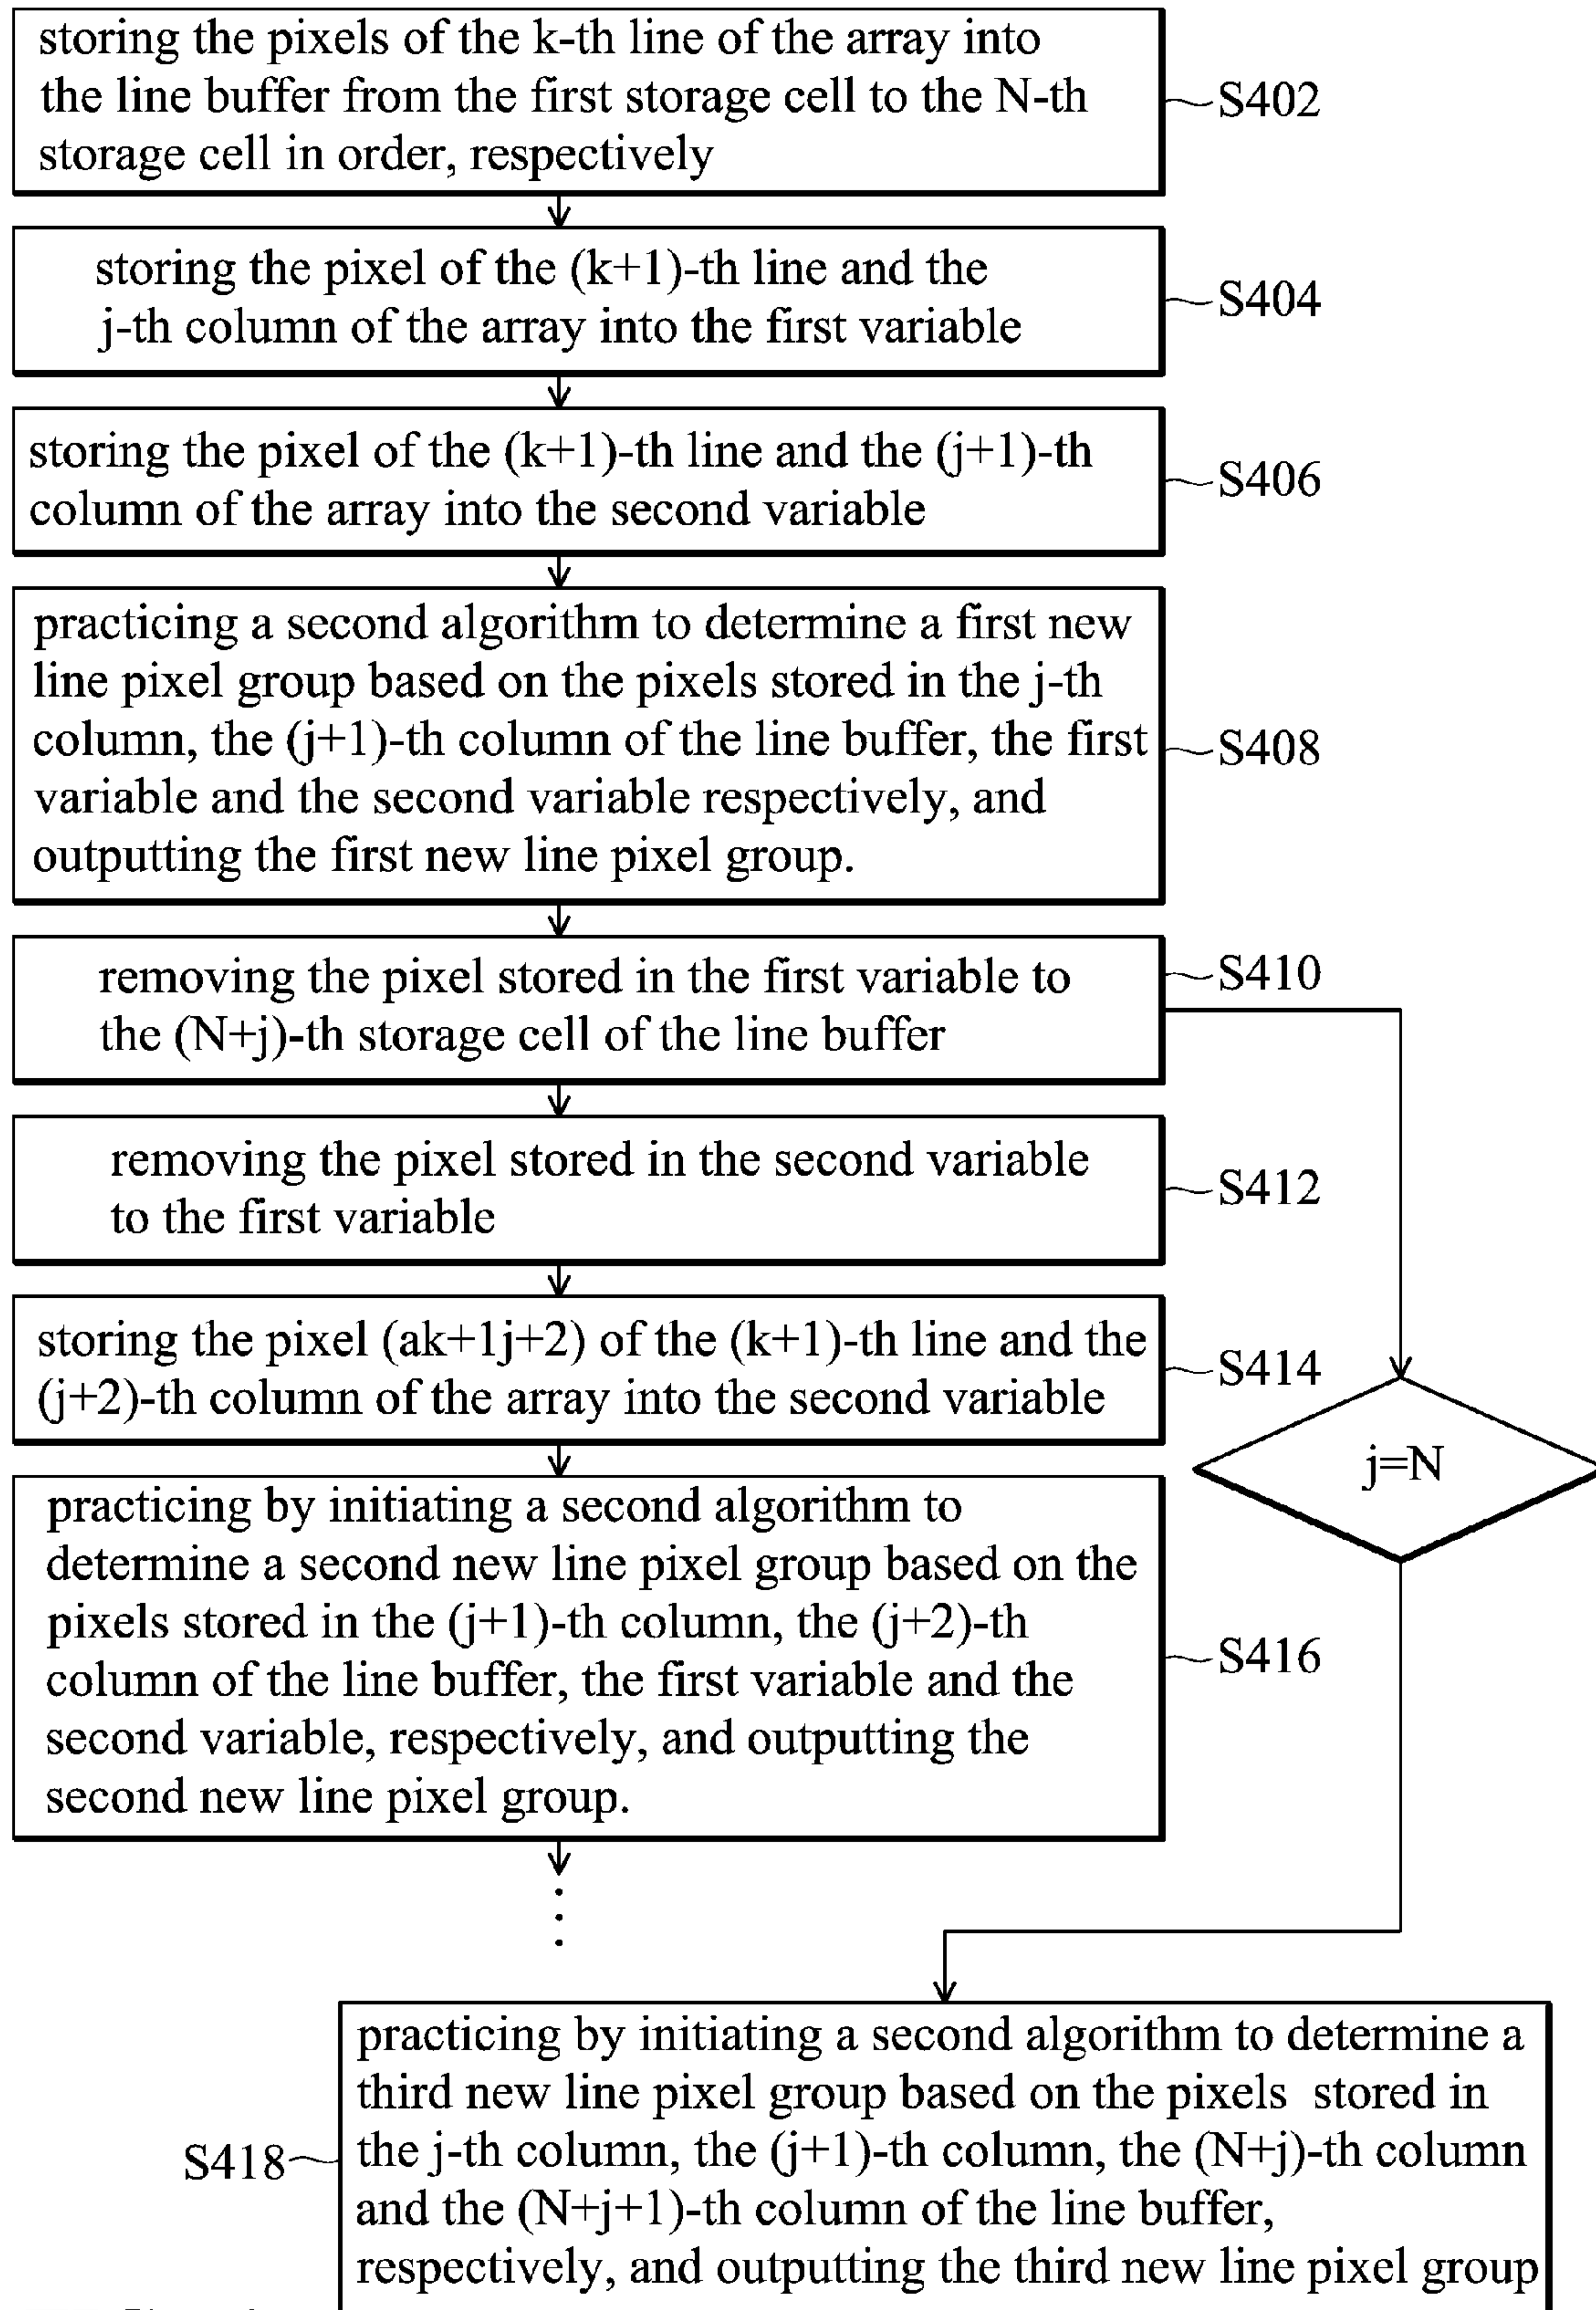 storing the pixels of the k-th line of the array into
the line buffer from the first storage cell to the N-th
storage cell in order, respectively
S402
storing the pixel of the (k+1)-th line and the
j-th column of the array into the first variable
S404
storing the pixel of the (k+1)-th line and the (j+1)-th
column of the array into the second variable
S406
practicing a second algorithm to determine a first new
line pixel group based on the pixels stored in the j-th
column, the (j+1)-th column of the line buffer, the first
variable and the second variable respectively, and
outputting the first new line pixel group.
S408
removing the pixel stored in the first variable to
the (N+j)-th storage cell of the line buffer
S410
removing the pixel stored in the second variable
to the first variable
S412
storing the pixel (ak+1j+2) of the (k+1)-th line and the
(j+2)-th column of the array into the second variable
S414
j=N
practicing by initiating a second algorithm to
determine a second new line pixel group based on the
pixels stored in the (j+1)-th column, the (j+2)-th
column of the line buffer, the first variable and the
second variable, respectively, and outputting the
second new line pixel group.
S416
practicing by initiating a second algorithm to determine a
third new line pixel group based on the pixels stored in
the j-th column, the (j+1)-th column, the (N+j)-th column
and the (N+j+1)-th column of the line buffer,
respectively, and outputting the third new line pixel group
S418